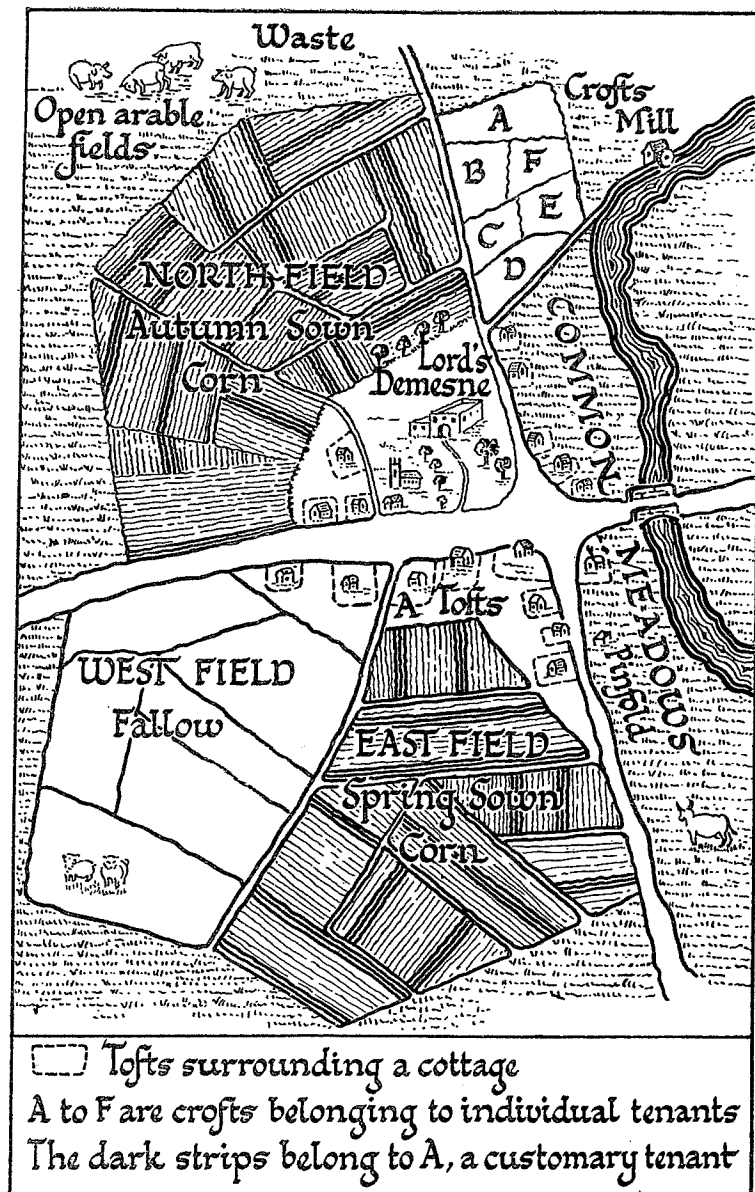 Waste
Open arable
fields
Crofts
Mill
A
B
F
E
C
D
NORTH FIELD
Autumn Sown
Corn
Lord's
Demesne
COMMON
A Tofts
MEADOWS
Pinfold
WEST FIELD
Fallow
EAST FIELD
Spring Sown
Corn
Tofts surrounding a cottage
A to F are crofts belonging to individual tenants
The dark strips belong to A, a customary tenant